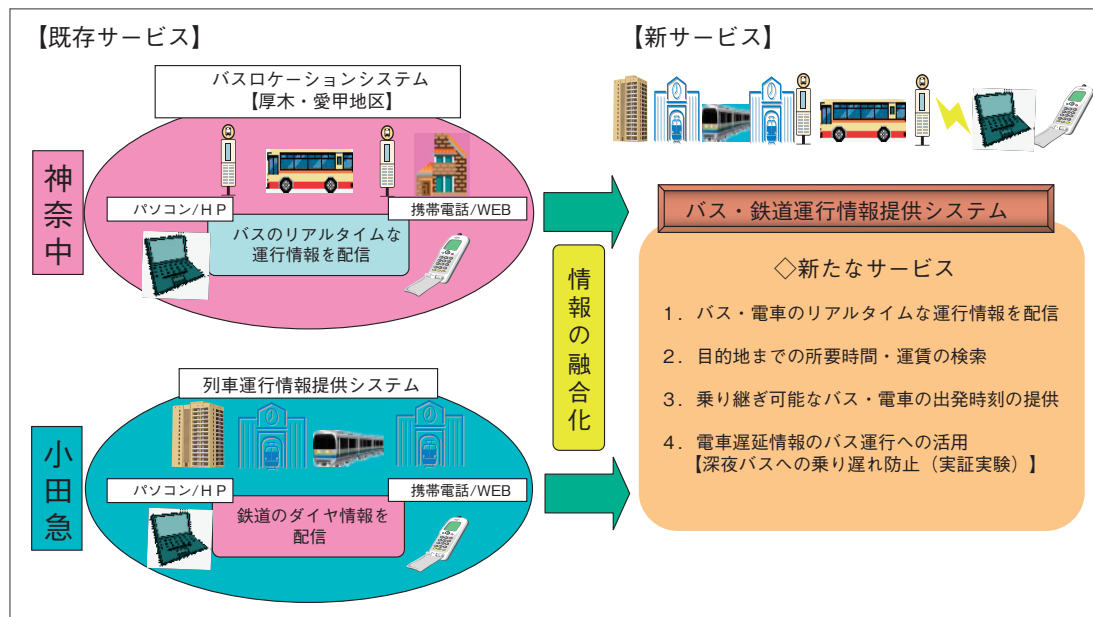 【既存サービス】
バスロケーションシステム
【厚木・愛甲地区】
神奈中
パソコン/HP
携帯電話/WEB
バスのリアルタイムな
運行情報を配信
列車運行情報提供システム
小田急
パソコン/HP
携帯電話/WEB
鉄道のダイヤ情報を
配信
情報の融合化
【新サービス】
バス・鉄道運行情報提供システム
◇新たなサービス
1．バス・電車のリアルタイムな運行情報を配信
2．目的地までの所要時間・運賃の検索
3．乗り継ぎ可能なバス・電車の出発時刻の提供
4．電車遅延情報のバス運行への活用
【深夜バスへの乗り遅れ防止（実証実験）】